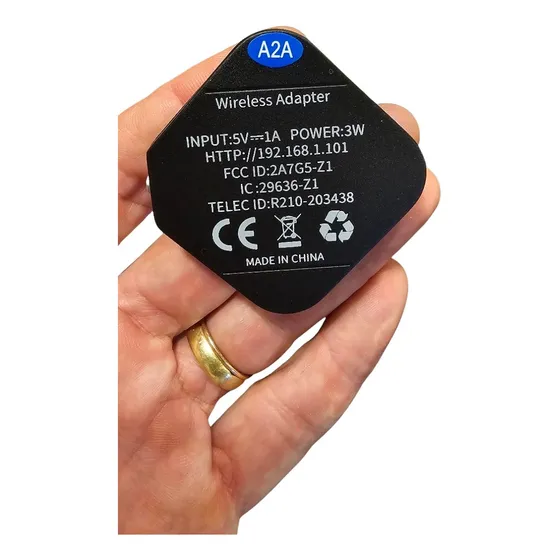 A2A
Wireless Adapter
INPUT:5V⎓1A POWER:3W
HTTP://192.168.1.101
FCC ID:2A7G5-Z1
IC:29636-Z1
TELEC ID:R210-203438
CE
MADE IN CHINA